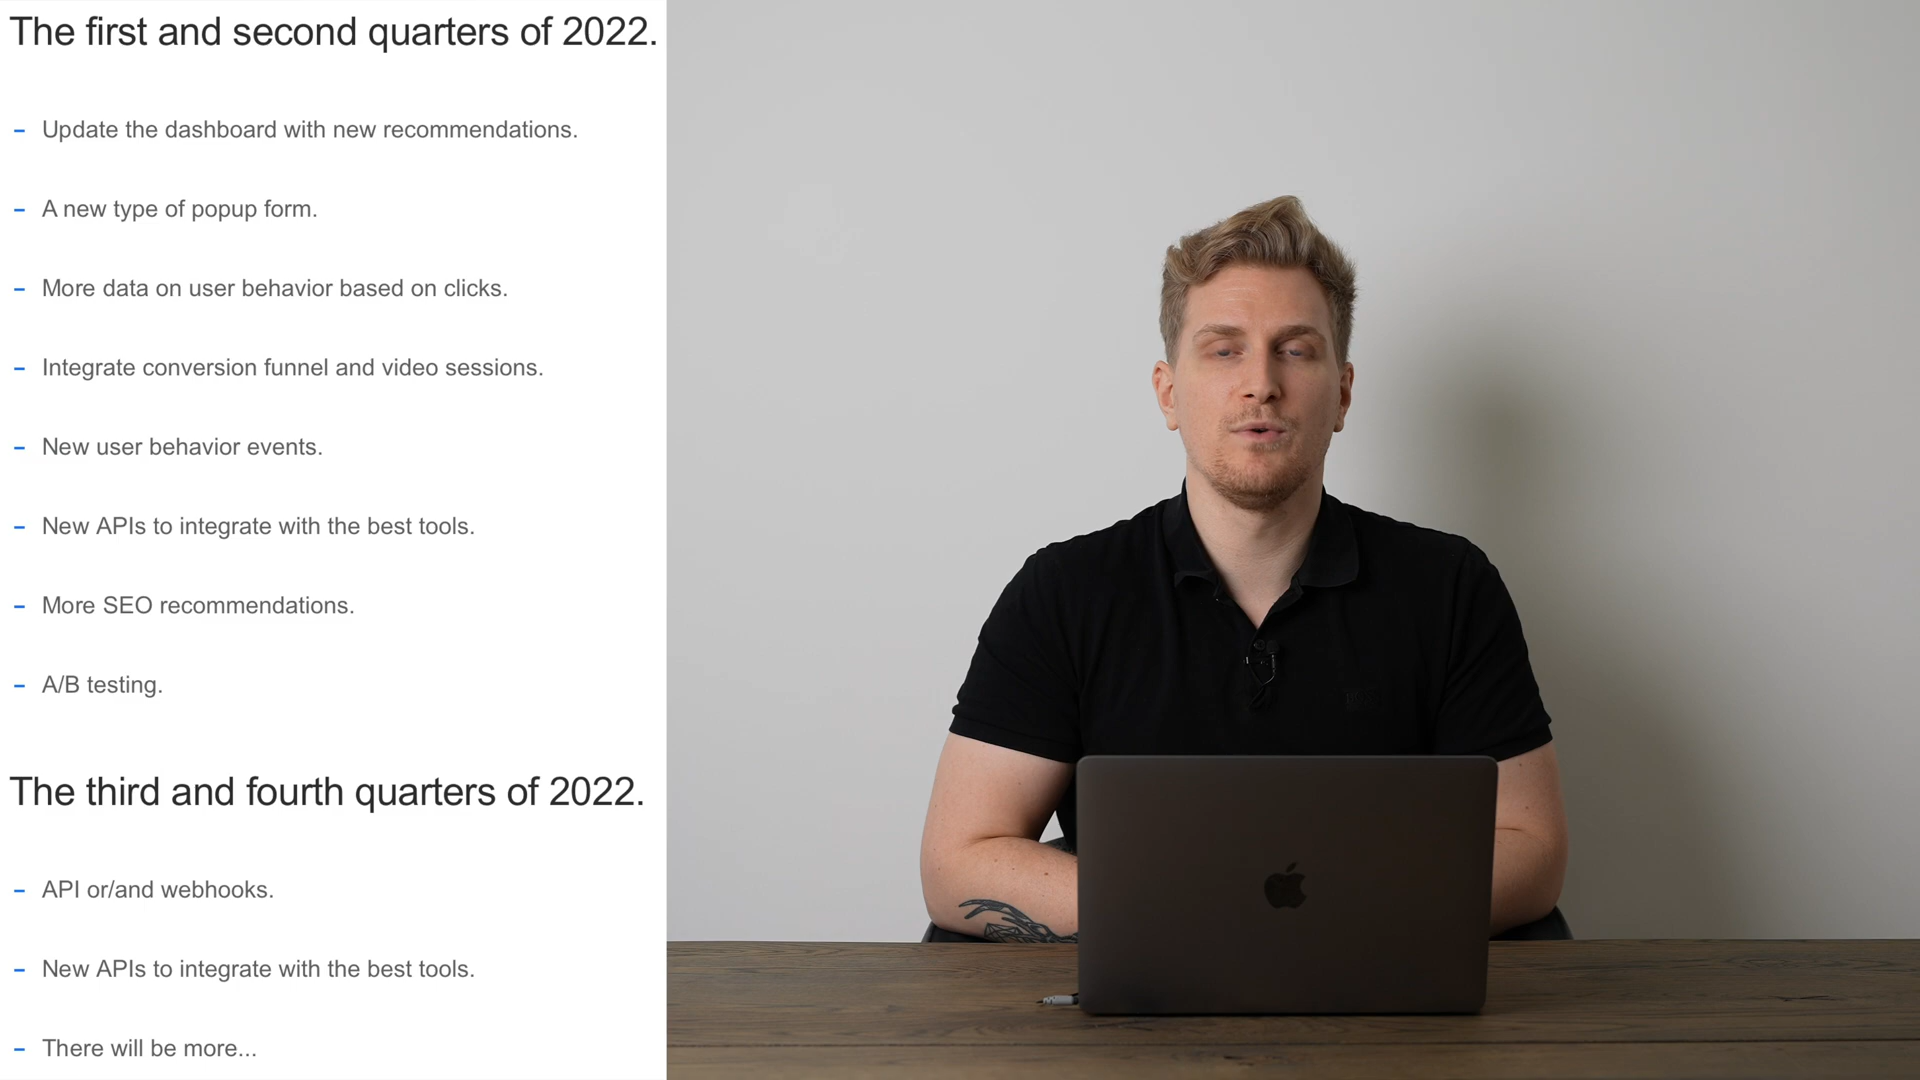 The first and second quarters of 2022.
- Update the dashboard with new recommendations.
- A new type of popup form.
- More data on user behavior based on clicks.
- Integrate conversion funnel and video sessions.
- New user behavior events.
- New APIs to integrate with the best tools.
- More SEO recommendations.
- A/B testing.
The third and fourth quarters of 2022.
- API or/and webhooks.
- New APIs to integrate with the best tools.
- There will be more...